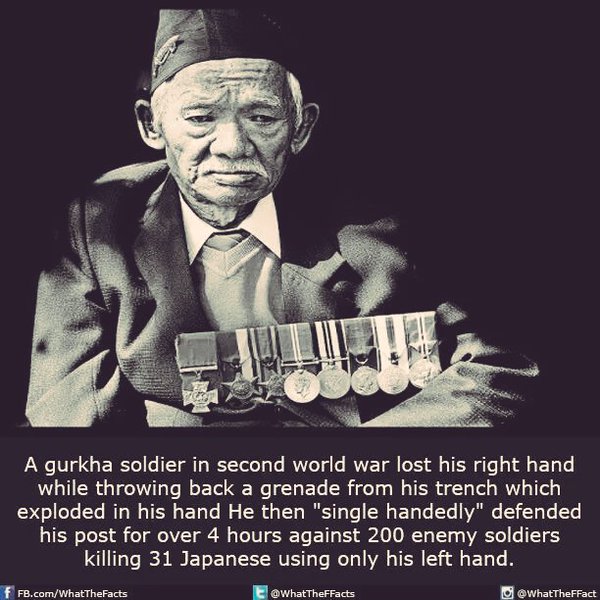 A gurkha soldier in second world war lost his right hand
while throwing back a grenade from his trench which
exploded in his hand He then "single handedly" defended
his post for over 4 hours against 200 enemy soldiers
killing 31 Japanese using only his left hand.
f FB.com/WhatTheFacts t @WhatTheFFacts @WhatTheFFact